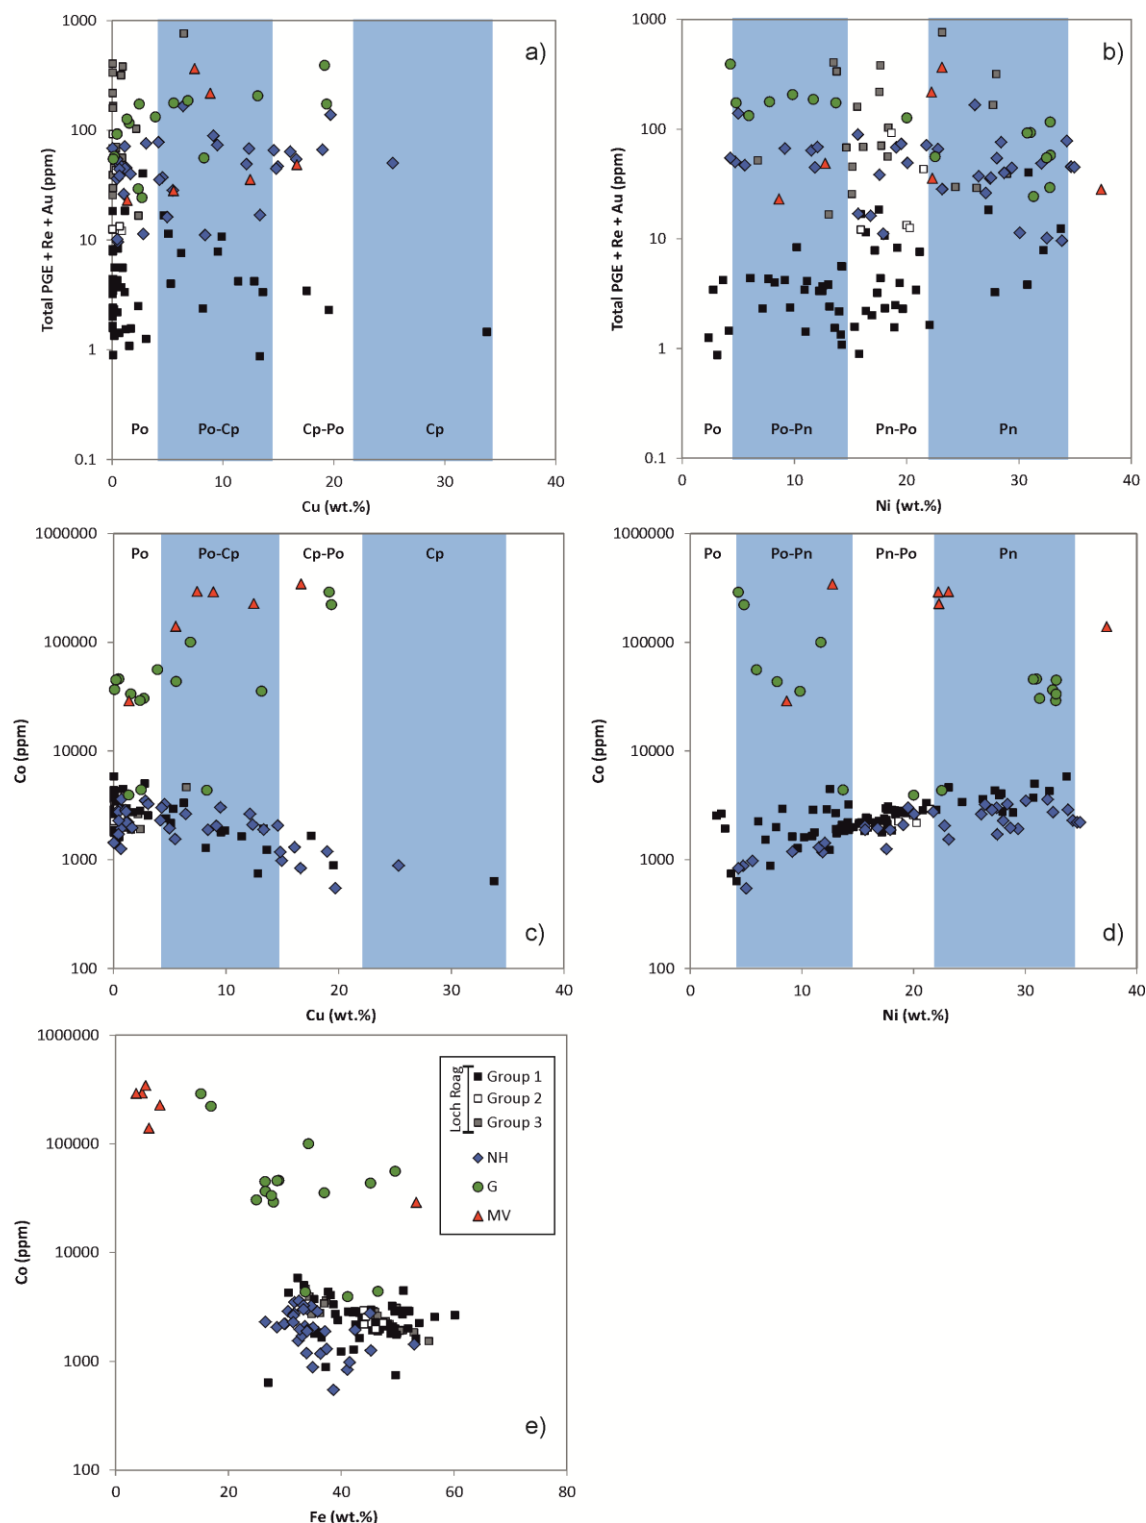 a)
1000
100
10
1
0.1
Total PGE + Re + Au (ppm)
Po
Po-Cp
Cp-Po
Cp
0
10
20
30
40
Cu (wt.%)
b)
1000
100
10
1
0.1
Total PGE + Re + Au (ppm)
Po
Po-Pn
Pn-Po
Pn
0
10
20
30
40
Ni (wt.%)
1000000
100000
10000
1000
100
Co (ppm)
Po
Po-Cp
Cp-Po
Cp
c)
0
10
20
30
40
Cu (wt.%)
1000000
100000
10000
1000
100
Co (ppm)
Po
Po-Pn
Pn-Po
Pn
d)
0
10
20
30
40
Ni (wt.%)
1000000
100000
10000
1000
100
Co (ppm)
Loch Roag
Group 1
Group 2
Group 3
NH
G
MV
e)
0
20
40
60
80
Fe (wt.%)